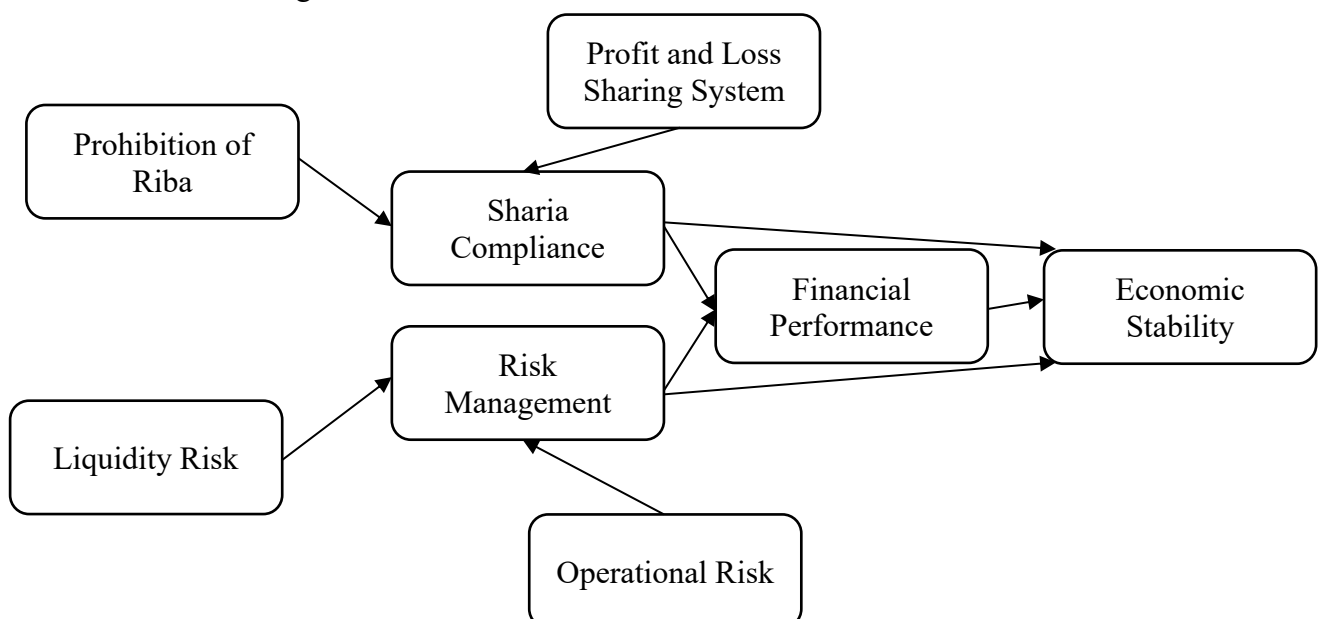 Profit and Loss
Sharing System
Prohibition of
Riba
Sharia
Compliance
Financial
Performance
Economic
Stability
Risk
Management
Liquidity Risk
Operational Risk